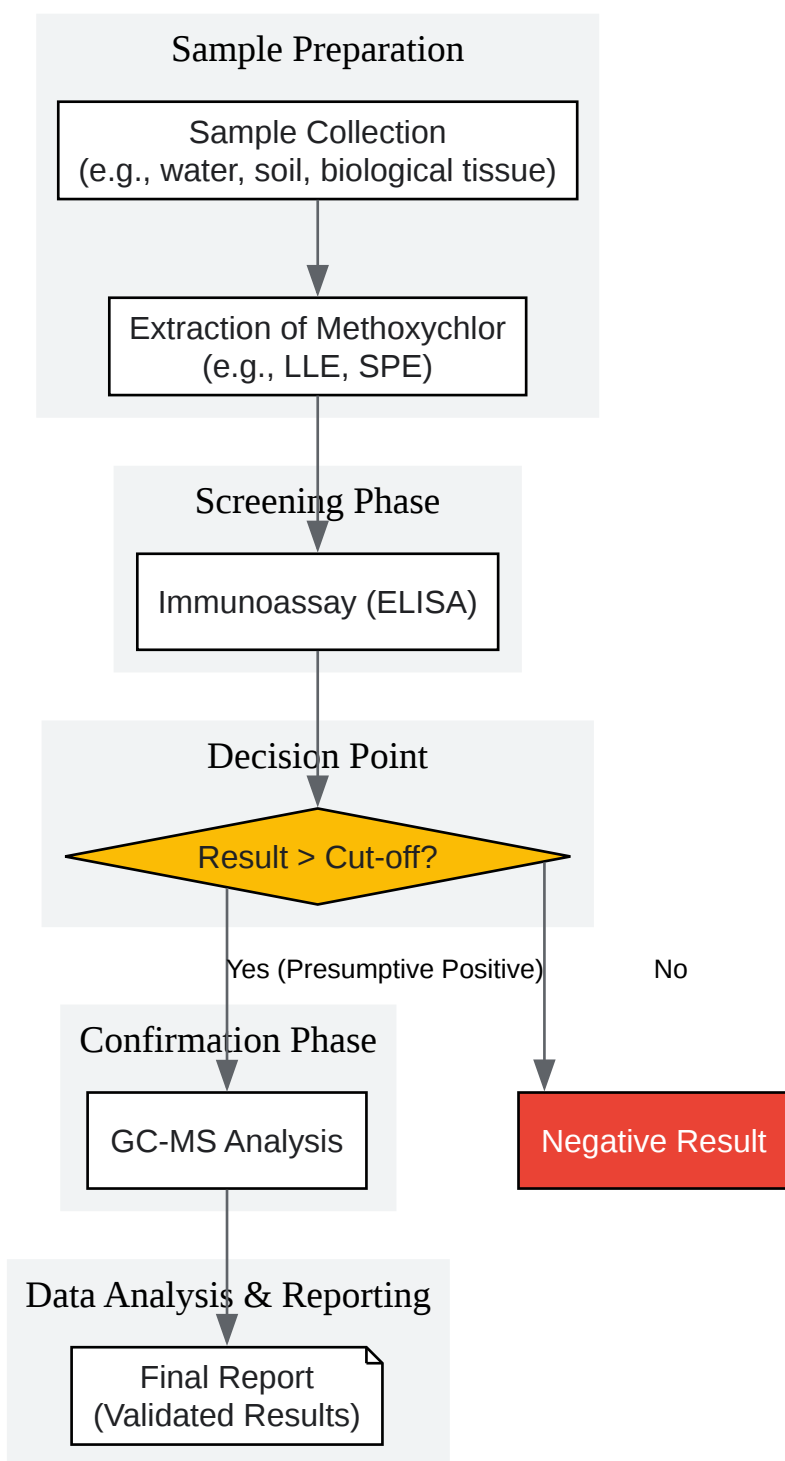 Sample Preparation
Sample Collection
(e.g., water, soil, biological tissue)
Extraction of Methoxychlor
(e.g., LLE, SPE)
Screening Phase
Immunoassay (ELISA)
Decision Point
Result > Cut-off?
Yes (Presumptive Positive)
No
Confirmation Phase
GC-MS Analysis
Negative Result
Data Analysis & Reporting
Final Report
(Validated Results)